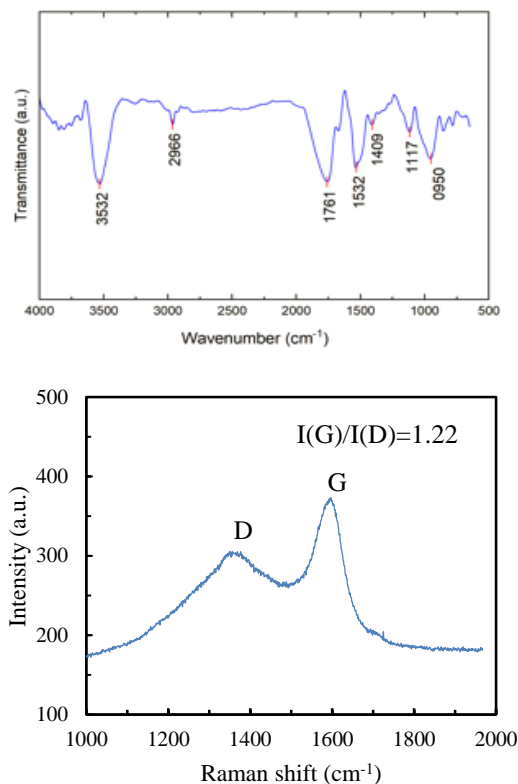 Transmittance (a.u.)
3532
2966
1761
1532
1409
1117
0950
4000 3500 3000 2500 2000 1500 1000 500
Wavenumber (cm⁻¹)
500
I(G)/I(D)=1.22
G
400
D
300
200
100
Intensity (a.u.)
1000 1200 1400 1600 1800 2000
Raman shift (cm⁻¹)